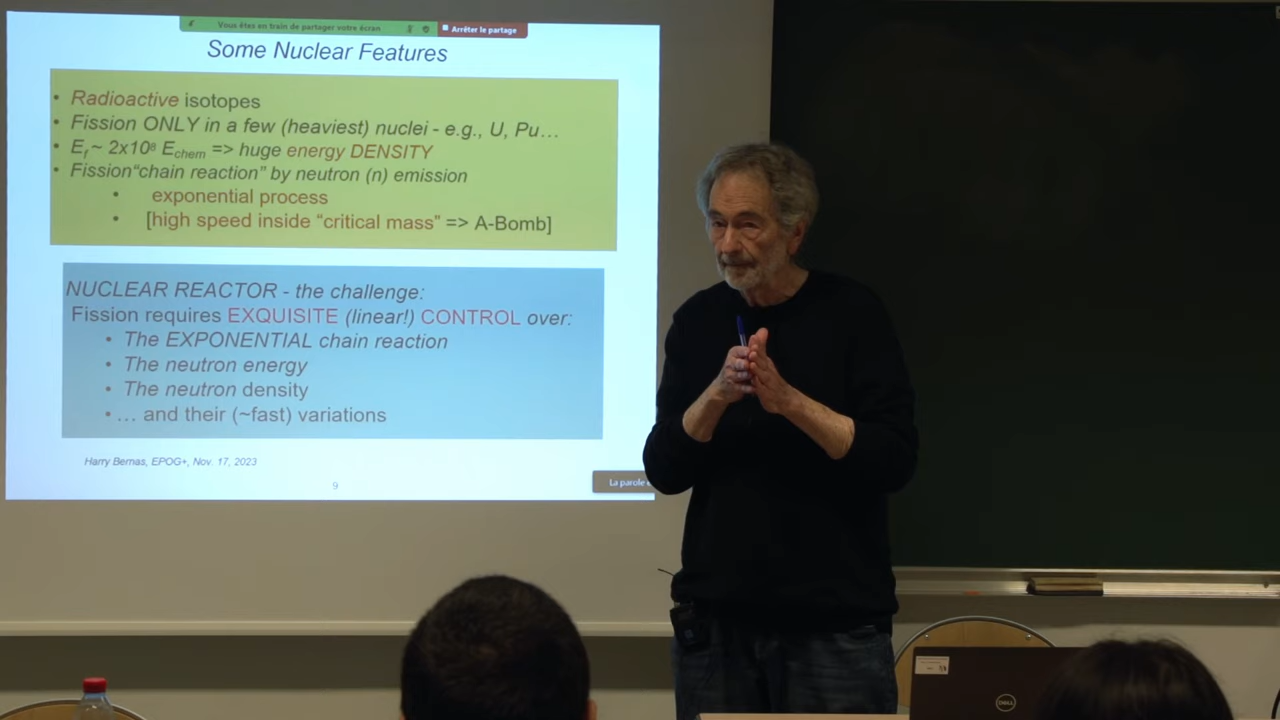 Vous êtes en train de partager votre écran
Arrêter le partage
Some Nuclear Features
• Radioactive isotopes
• Fission ONLY in a few (heaviest) nuclei - e.g., U, Pu…
• Ef ~ 2x10⁸ Echem => huge energy DENSITY
• Fission“chain reaction” by neutron (n) emission
• exponential process
• [high speed inside “critical mass” => A-Bomb]
NUCLEAR REACTOR - the challenge:
Fission requires EXQUISITE (linear!) CONTROL over:
• The EXPONENTIAL chain reaction
• The neutron energy
• The neutron density
• … and their (~fast) variations
Harry Bernas, EPOG+, Nov. 17, 2023
9
La parole
DELL